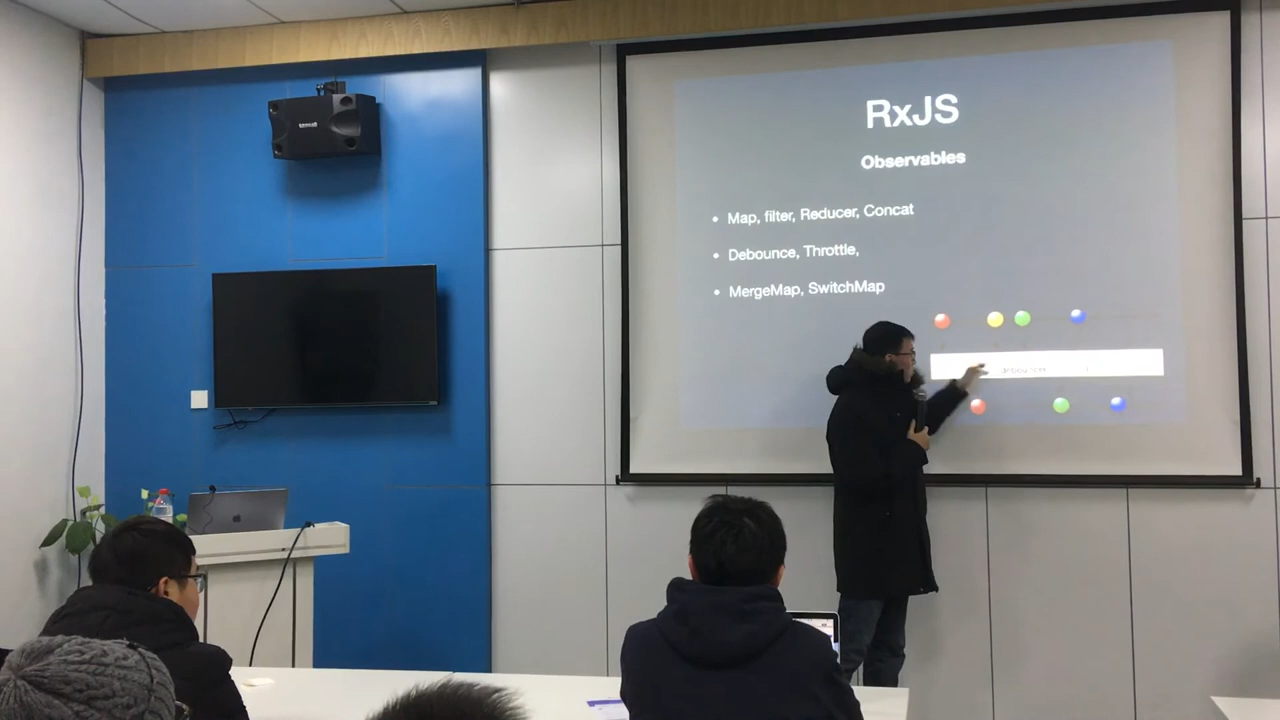 RxJS
Observables
• Map, filter, Reducer, Concat
• Debounce, Throttle,
• MergeMap, SwitchMap